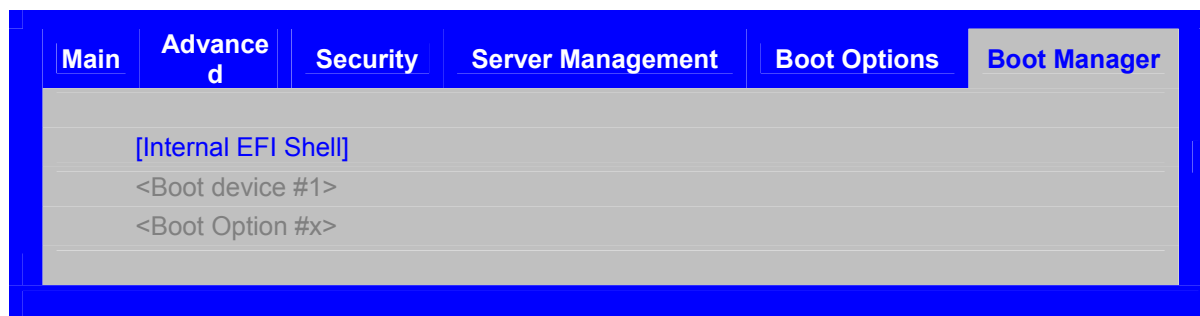 Main Advance
d Security Server Management Boot Options Boot Manager
[Internal EFI Shell]
<Boot device #1>
<Boot Option #x>